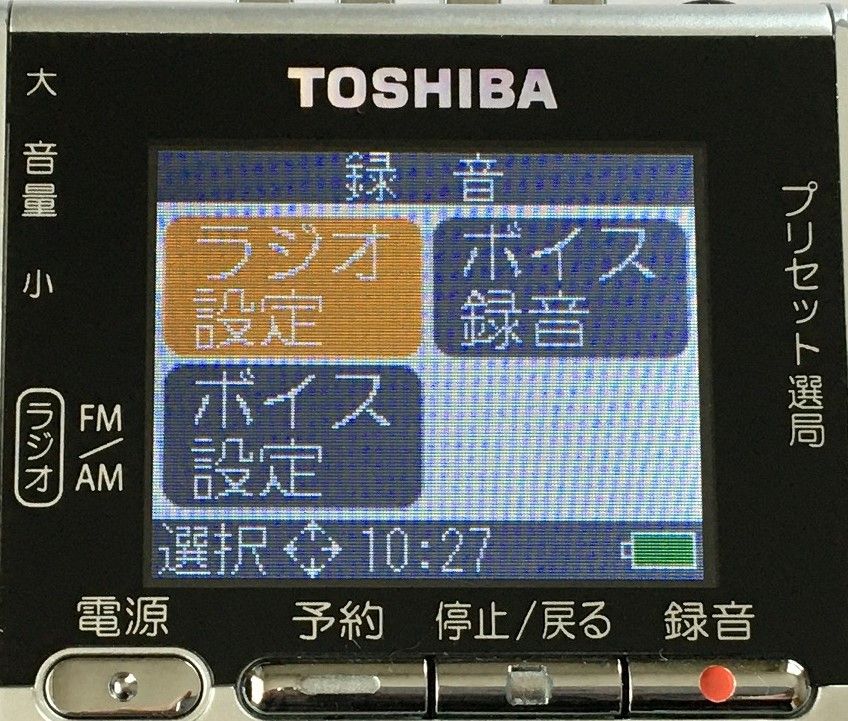 TOSHIBA
大
音量
小
ラジオ
FM/AM
録 音
ラジオ
設定
ボイス
録音
ボイス
設定
選択 10:27
プリセット選局
電源
予約
停止/戻る
録音